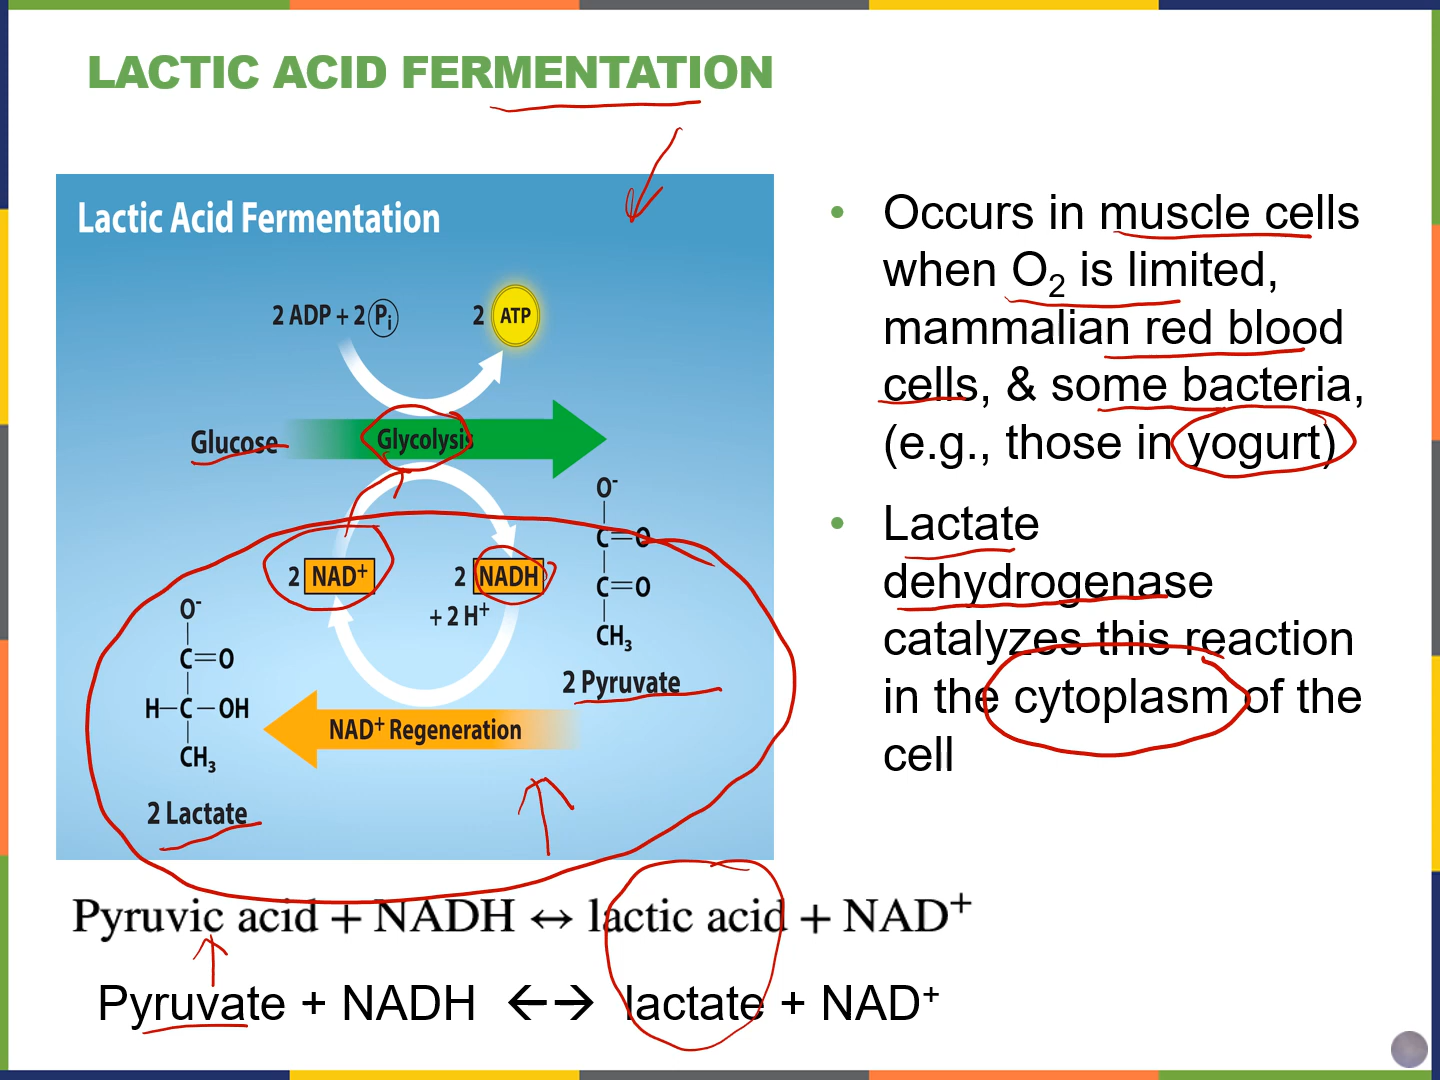 LACTIC ACID FERMENTATION
Lactic Acid Fermentation
2 ADP + 2 Pi 2 ATP
Glucose Glycolysis
2 NAD+ 2 NADH
+ 2 H+
O-
C=O
C=O
CH3
2 Pyruvate
O-
C=O
H-C-OH
CH3
2 Lactate
NAD+ Regeneration
• Occurs in muscle cells
when O2 is limited,
mammalian red blood
cells, & some bacteria,
(e.g., those in yogurt)
• Lactate
dehydrogenase
catalyzes this reaction
in the cytoplasm of the
cell
Pyruvic acid + NADH ↔ lactic acid + NAD+
Pyruvate + NADH ←→ lactate + NAD+